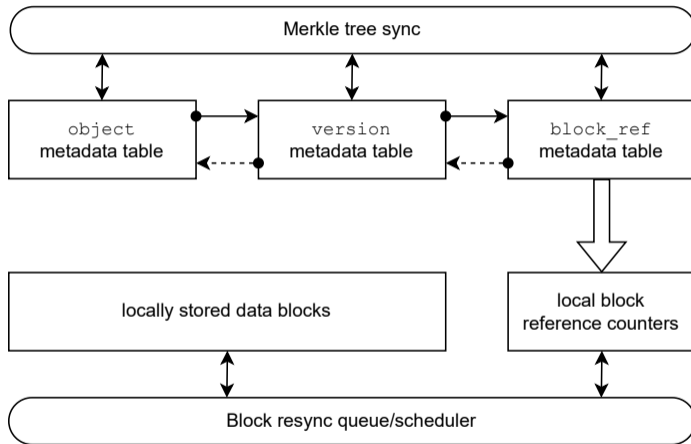 Merkle tree sync
object
metadata table
version
metadata table
block_ref
metadata table
locally stored data blocks
local block
reference counters
Block resync queue/scheduler